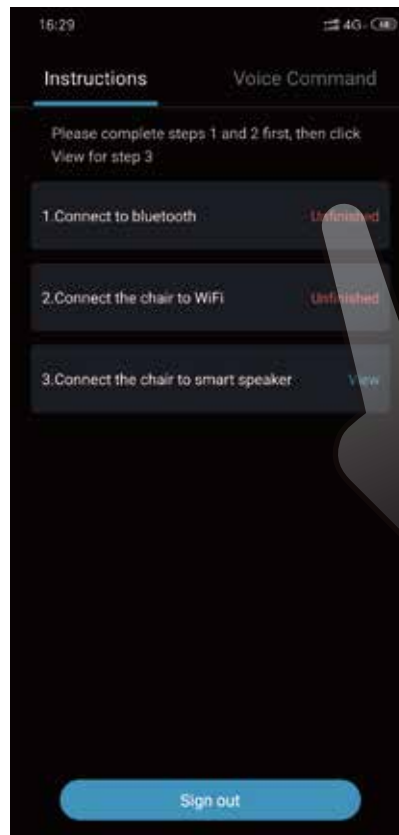 16:29
4G
Instructions
Voice Command
Please complete steps 1 and 2 first, then click
View for step 3
1.Connect to bluetooth
Unfinished
2.Connect the chair to WiFi
Unfinished
3.Connect the chair to smart speaker
View
Sign out